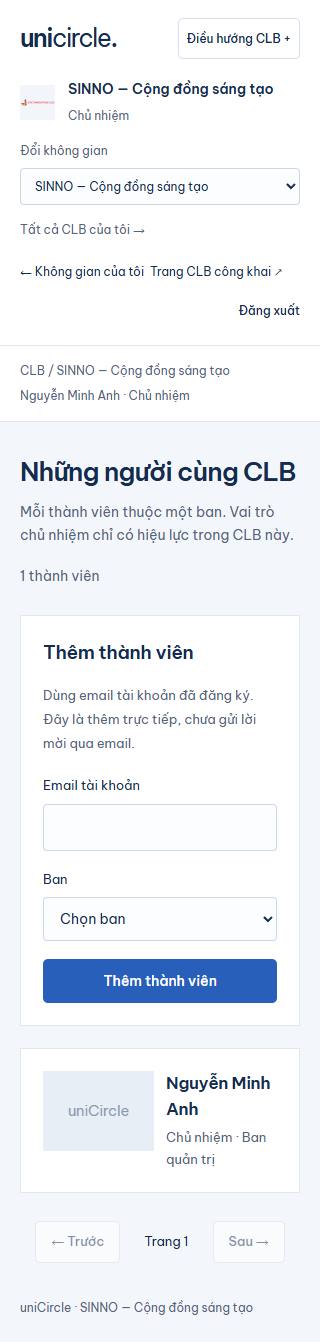 unicircle.
Điều hướng CLB +
SINNO — Cộng đồng sáng tạo
Chủ nhiệm
Đổi không gian
SINNO — Cộng đồng sáng tạo
Tất cả CLB của tôi →
← Không gian của tôi Trang CLB công khai ↗
Đăng xuất
CLB / SINNO — Cộng đồng sáng tạo
Nguyễn Minh Anh · Chủ nhiệm
Những người cùng CLB
Mỗi thành viên thuộc một ban. Vai trò
chủ nhiệm chỉ có hiệu lực trong CLB này.
1 thành viên
Thêm thành viên
Dùng email tài khoản đã đăng ký.
Đây là thêm trực tiếp, chưa gửi lời
mời qua email.
Email tài khoản
Ban
Chọn ban
Thêm thành viên
uniCircle
Nguyễn Minh
Anh
Chủ nhiệm · Ban
quản trị
← Trước
Trang 1
Sau →
uniCircle · SINNO — Cộng đồng sáng tạo